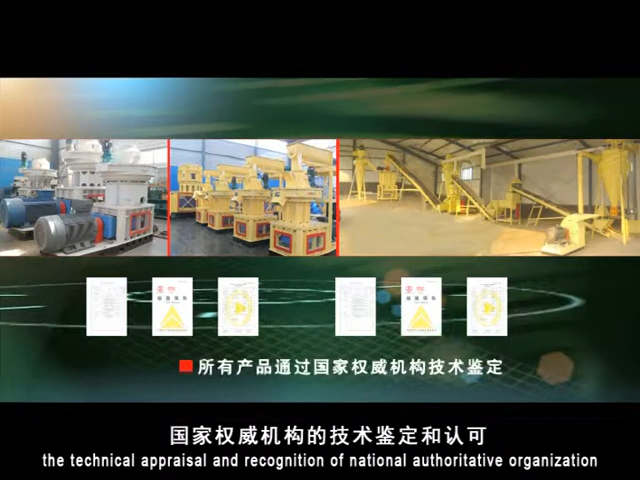 所有产品通过国家权威机构技术鉴定
国家权威机构的技术鉴定和认可
the technical appraisal and recognition of national authoritative organization